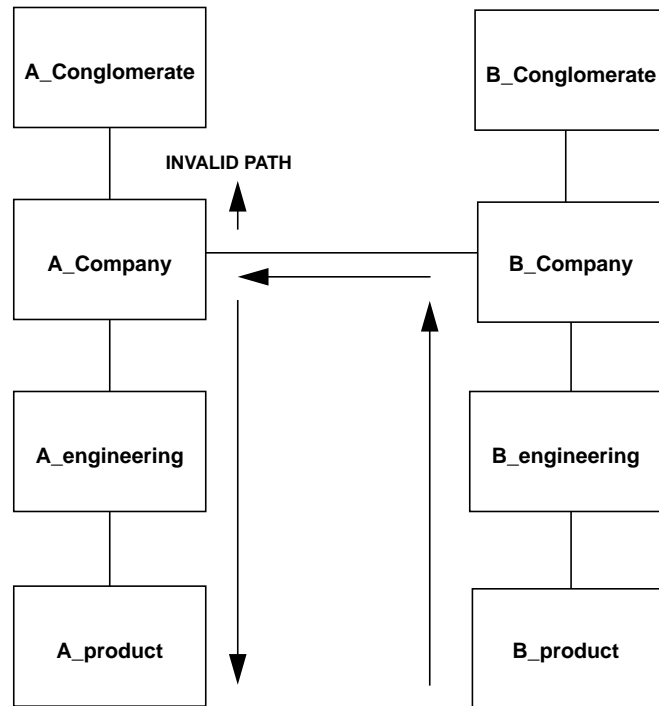 A_Conglomerate
B_Conglomerate
INVALID PATH
A_Company
B_Company
A_engineering
B_engineering
A_product
B_product